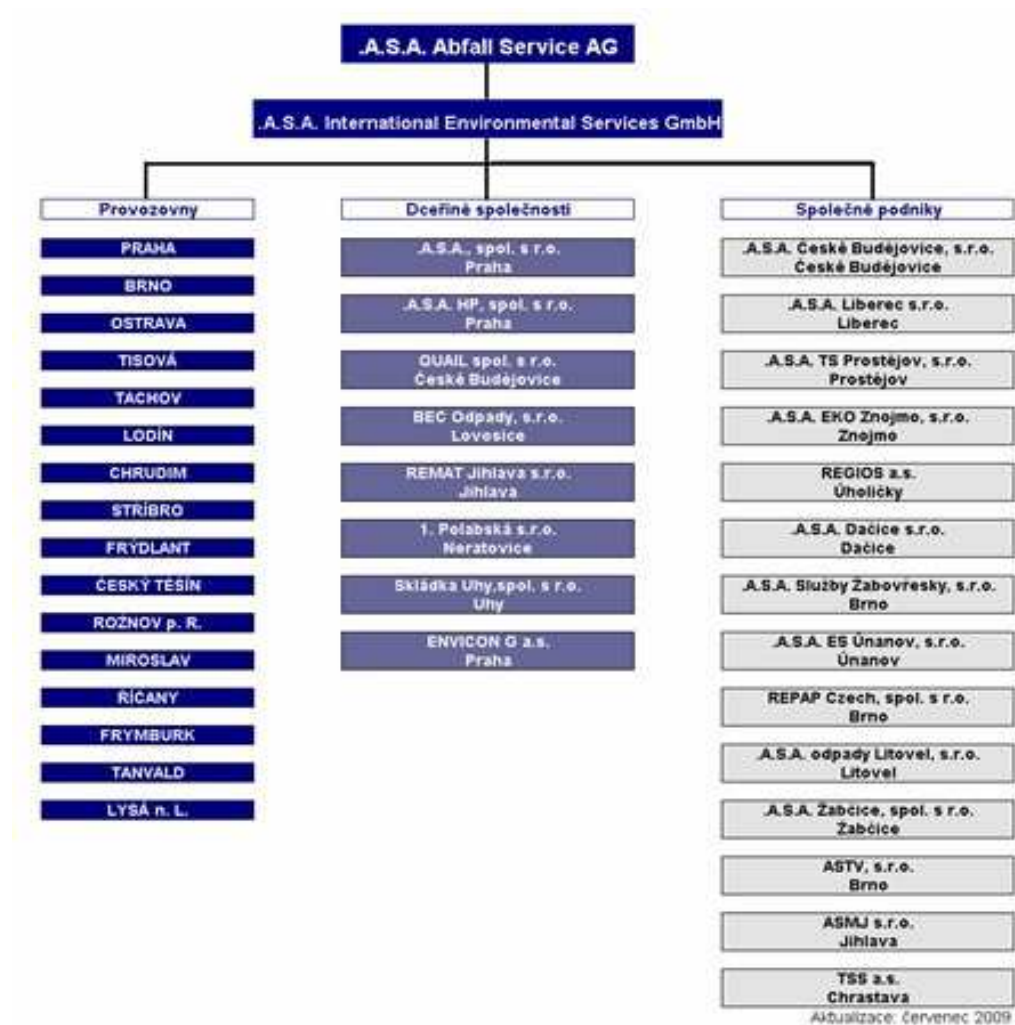 .A.S.A. Abfall Service AG
.A.S.A. International Environmental Services GmbH
Provozovny
PRAHA
BRNO
OSTRAVA
TISOVÁ
TACHOV
LODÍN
CHRUDIM
STŘÍBRO
FRÝDLANT
ČESKÝ TĚŠÍN
ROŽNOV p. R.
MIROSLAV
ŘÍČANY
FRYMBURK
TANVALD
LYSÁ n. L.
Dceřiné společnosti
.A.S.A., spol. s r.o.
Praha
.A.S.A. HP, spol. s r.o.
Praha
QUAIL spol. s r.o.
České Budějovice
BEC Odpady, s.r.o.
Lovosice
REMAT Jihlava s.r.o.
Jihlava
1. Polabská s.r.o.
Neratovice
Skládka Uhy,spol. s r.o.
Uhy
ENVICON G a.s.
Praha
Společné podniky
.A.S.A. České Budějovice, s.r.o.
České Budějovice
.A.S.A. Liberec s.r.o.
Liberec
.A.S.A. TS Prostějov, s.r.o.
Prostějov
.A.S.A. EKO Znojmo, s.r.o.
Znojmo
REGIOS a.s.
Úholičky
.A.S.A. Dačice s.r.o.
Dačice
.A.S.A. Služby Žabovřesky, s.r.o.
Brno
.A.S.A. ES Únanov, s.r.o.
Únanov
REPAP Czech, spol. s r.o.
Brno
.A.S.A. odpady Litovel, s.r.o.
Litovel
.A.S.A. Žabčice, spol. s r.o.
Žabčice
ASTV, s.r.o.
Brno
ASMJ s.r.o.
Jihlava
TSS a.s.
Chrastava
Aktualizace: červenec 2009